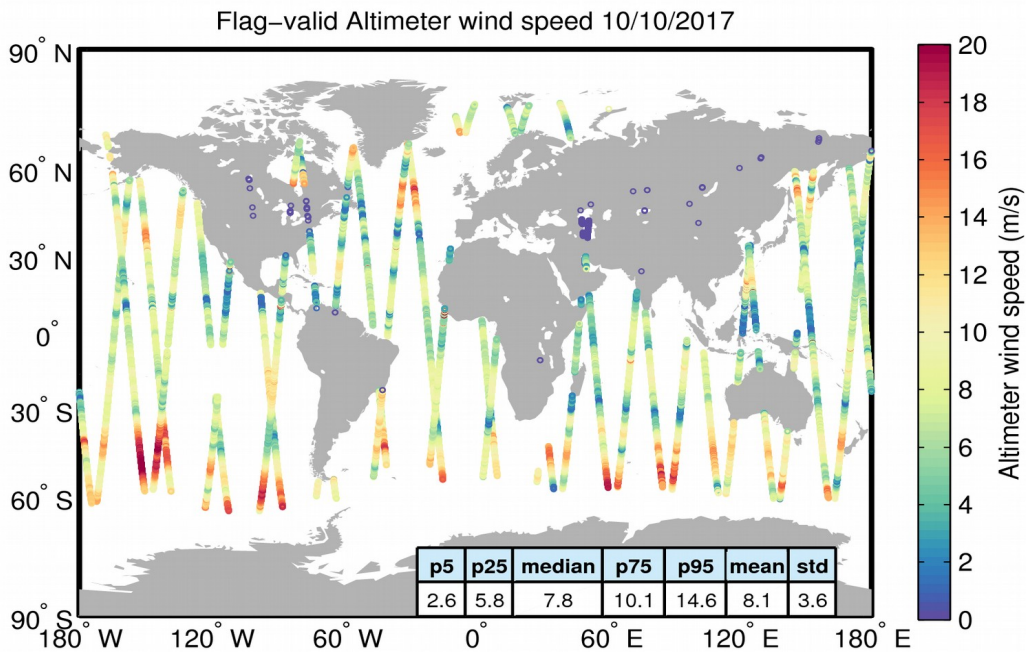 Flag−valid Altimeter wind speed 10/10/2017
90° N
60° N
30° N
0°
30° S
60° S
90° S
180° W
120° W
60° W
0°
60° E
120° E
180° E
20
18
16
14
12
10
8
6
4
2
0
Altimeter wind speed (m/s)
p5 p25 median p75 p95 mean std
2.6 5.8 7.8 10.1 14.6 8.1 3.6